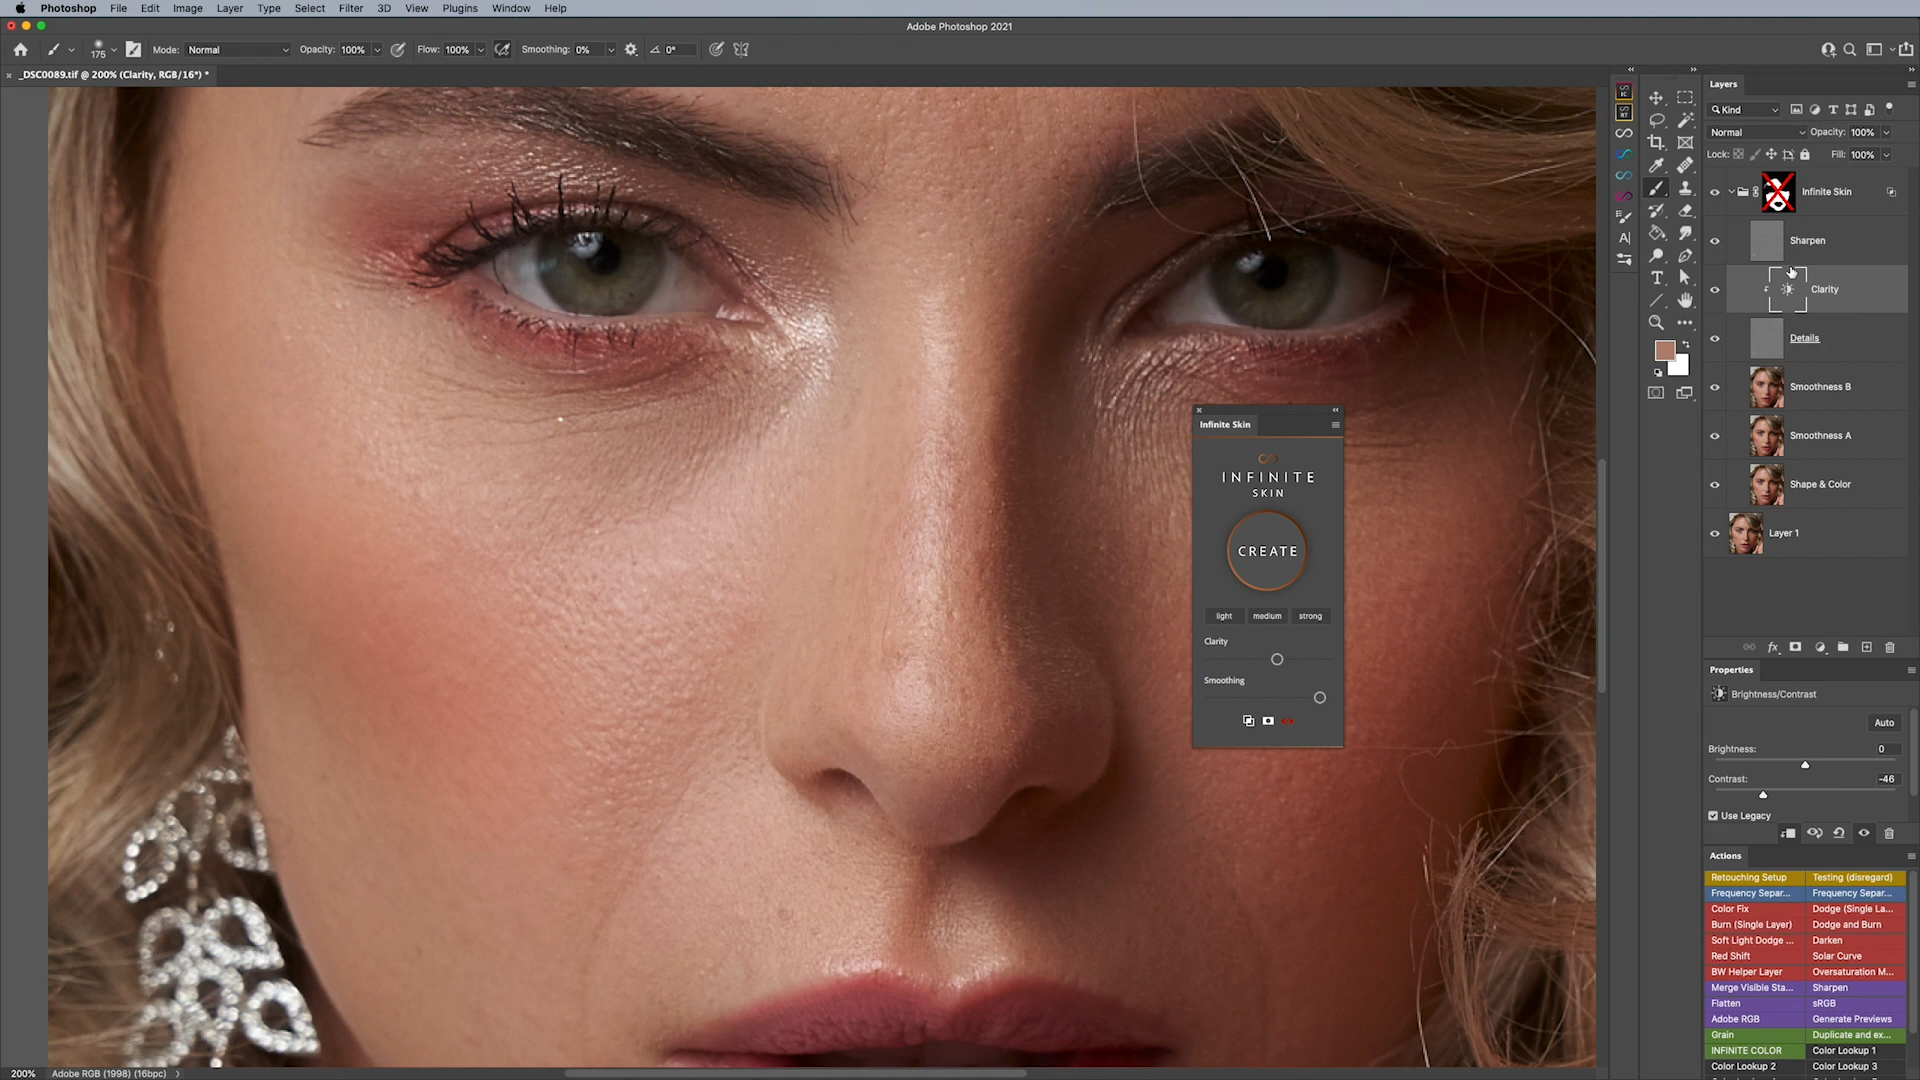 Photoshop File Edit Image Layer Type Select Filter 3D View Plugins Window Help
Adobe Photoshop 2021
175 Mode: Normal Opacity: 100% Flow: 100% Smoothing: 0% 0°
_DSC0089.tif @ 200% (Clarity, RGB/16*) *
Layers
Kind
Normal Opacity: 100%
Lock: Fill: 100%
Infinite Skin
Sharpen
Clarity
Details
Smoothness B
Smoothness A
Shape & Color
Layer 1
Infinite Skin
INFINITE
SKIN
CREATE
light medium strong
Clarity
Smoothing
Properties
Brightness/Contrast
Auto
Brightness: 0
Contrast: -46
Use Legacy
Actions
Retouching Setup Testing (disregard)
Frequency Separ... Frequency Separ...
Color Fix Dodge (Single La...
Burn (Single Layer) Dodge and Burn
Soft Light Dodge ... Darken
Red Shift Solar Curve
BW Helper Layer Oversaturation M...
Merge Visible Sta... Sharpen
Flatten sRGB
Adobe RGB Generate Previews
Grain Duplicate and ex...
INFINITE COLOR Color Lookup 1
Color Lookup 2 Color Lookup 3
200% Adobe RGB (1998) (16bpc)